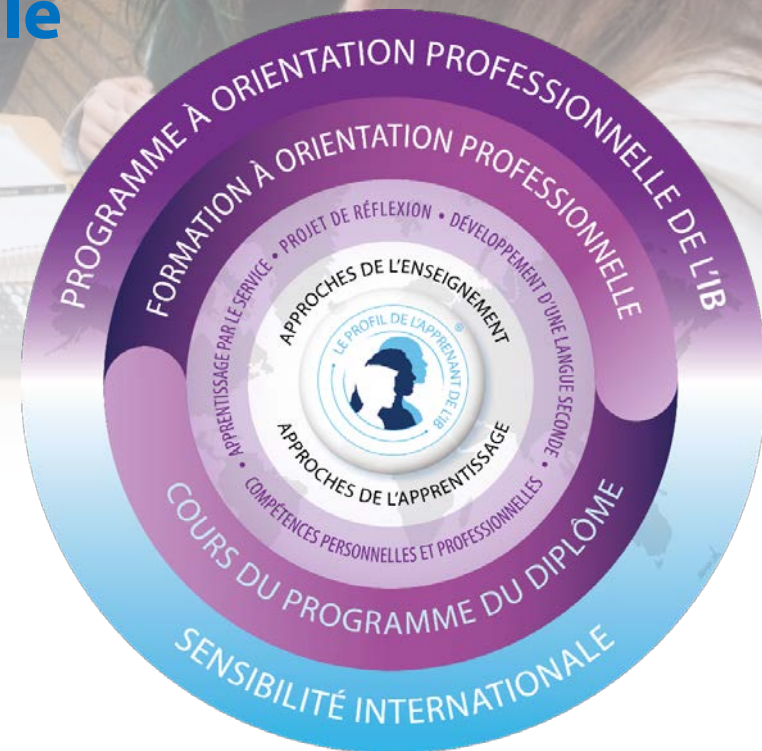 le
PROGRAMME À ORIENTATION PROFESSIONNELLE DE L'IB
FORMATION À ORIENTATION PROFESSIONNELLE
• APPRENTISSAGE PAR LE SERVICE • PROJET DE RÉFLEXION • DÉVELOPPEMENT D'UNE LANGUE SECONDE •
APPROCHES DE L'ENSEIGNEMENT
LE PROFIL DE L'APPRENANT DE L'IB ®
APPROCHES DE L'APPRENTISSAGE
COMPÉTENCES PERSONNELLES ET PROFESSIONNELLES
COURS DU PROGRAMME DU DIPLÔME
SENSIBILITÉ INTERNATIONALE